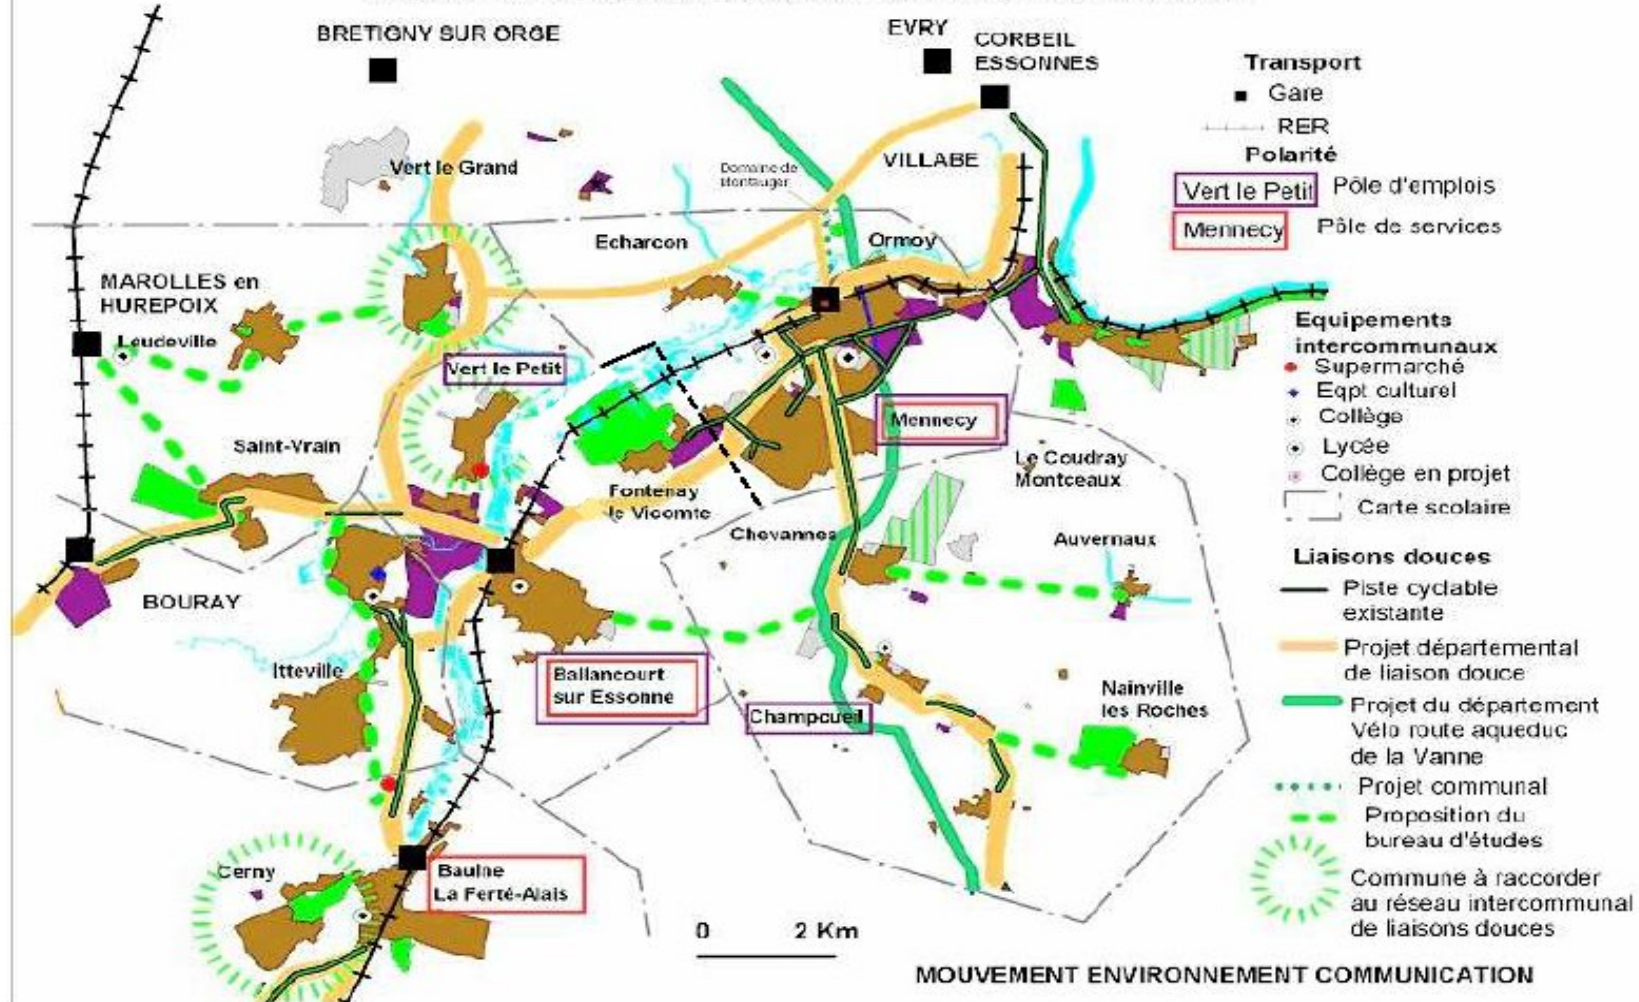 BRETIGNY SUR ORGE
EVRY
CORBEIL
ESSONNES
Vert le Grand
Domaine de
Montauger
VILLABE
Echarcon
Ormoy
MAROLLES en
HUREPOIX
Leudeville
Vert le Petit
Mennecy
Saint-Vrain
Le Coudray
Montceaux
Fontenay
le Vicomte
Chevannes
Auvernaux
BOURAY
Itteville
Ballancourt
sur Essonne
Champcueil
Nainville
les Roches
Cerny
Baulne
La Ferté-Alais
0 2 Km
Transport
Gare
RER
Polarité
Vert le Petit Pôle d'emplois
Mennecy Pôle de services
Equipements
intercommunaux
Supermarché
Eqpt culturel
Collège
Lycée
Collège en projet
Carte scolaire
Liaisons douces
Piste cyclable
existante
Projet départemental
de liaison douce
Projet du département
Vélo route aqueduc
de la Vanne
Projet communal
Proposition du
bureau d'études
Commune à raccorder
au réseau intercommunal
de liaisons douces
MOUVEMENT ENVIRONNEMENT COMMUNICATION